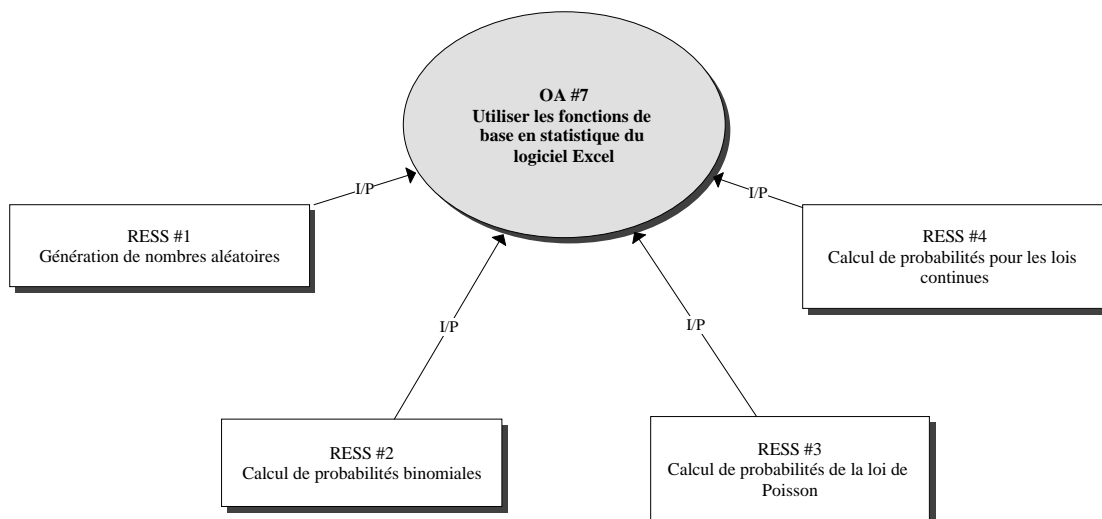 OA #7
Utiliser les fonctions de
base en statistique du
logiciel Excel
I/P
I/P
RESS #1
Génération de nombres aléatoires
RESS #4
Calcul de probabilités pour les lois
continues
I/P
I/P
RESS #2
Calcul de probabilités binomiales
RESS #3
Calcul de probabilités de la loi de
Poisson